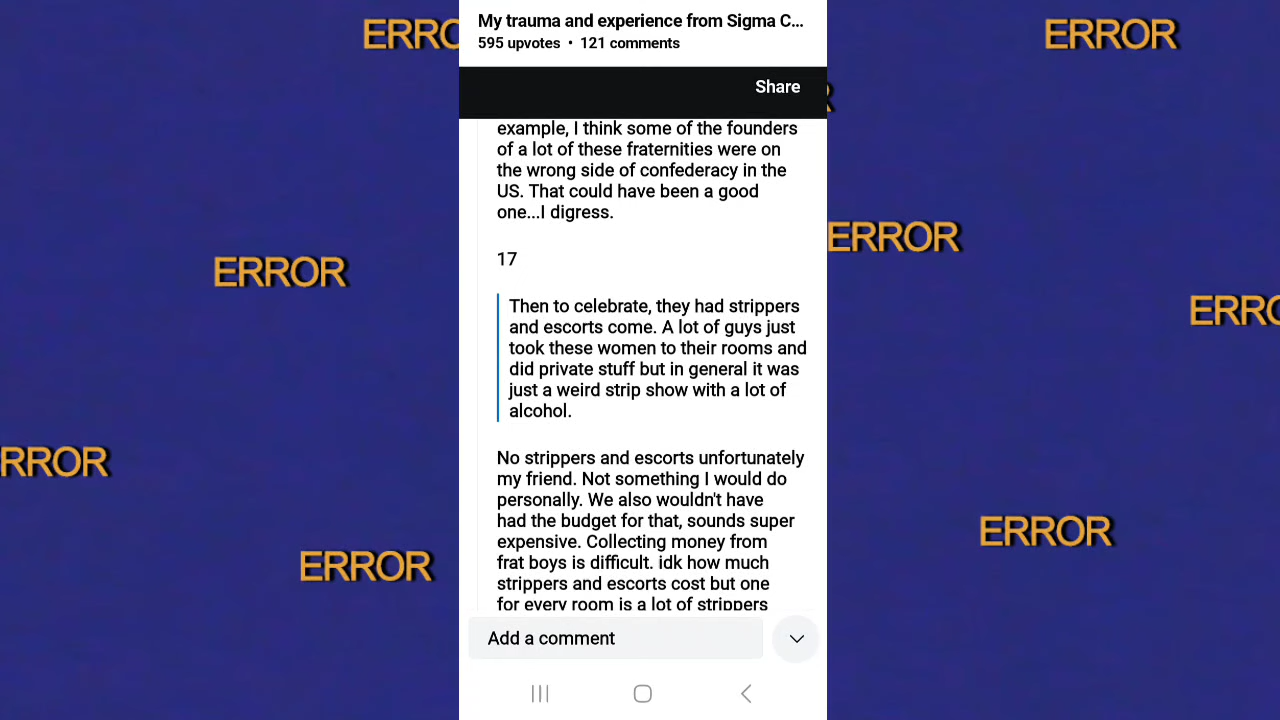 My trauma and experience from Sigma C...
595 upvotes • 121 comments
Share
example, I think some of the founders
of a lot of these fraternities were on
the wrong side of confederacy in the
US. That could have been a good
one...I digress.
17
Then to celebrate, they had strippers
and escorts come. A lot of guys just
took these women to their rooms and
did private stuff but in general it was
just a weird strip show with a lot of
alcohol.
No strippers and escorts unfortunately
my friend. Not something I would do
personally. We also wouldn't have
had the budget for that, sounds super
expensive. Collecting money from
frat boys is difficult. idk how much
strippers and escorts cost but one
for every room is a lot of strippers
Add a comment
ERRO
ERROR
R
ERROR
ERROR
ERRO
RROR
ERROR
ERROR